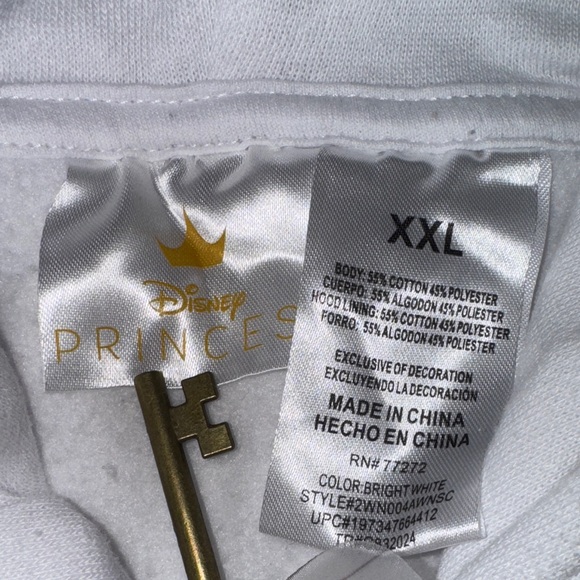 Disney
PRINCES
XXL
BODY: 55% COTTON 45% POLYESTER
CUERPO: 55% ALGODON 45% POLYESTER
HOOD LINING: 55% COTTON 45% POLYESTER
FORRO: 55% ALGODON 45% POLYESTER
EXCLUSIVE OF DECORATION
EXCLUYENDO LA DECORACIÓN
MADE IN CHINA
HECHO EN CHINA
RN# 77272
COLOR:BRIGHT WHITE
STYLE#2WN004AWNSC
UPC#197347664412